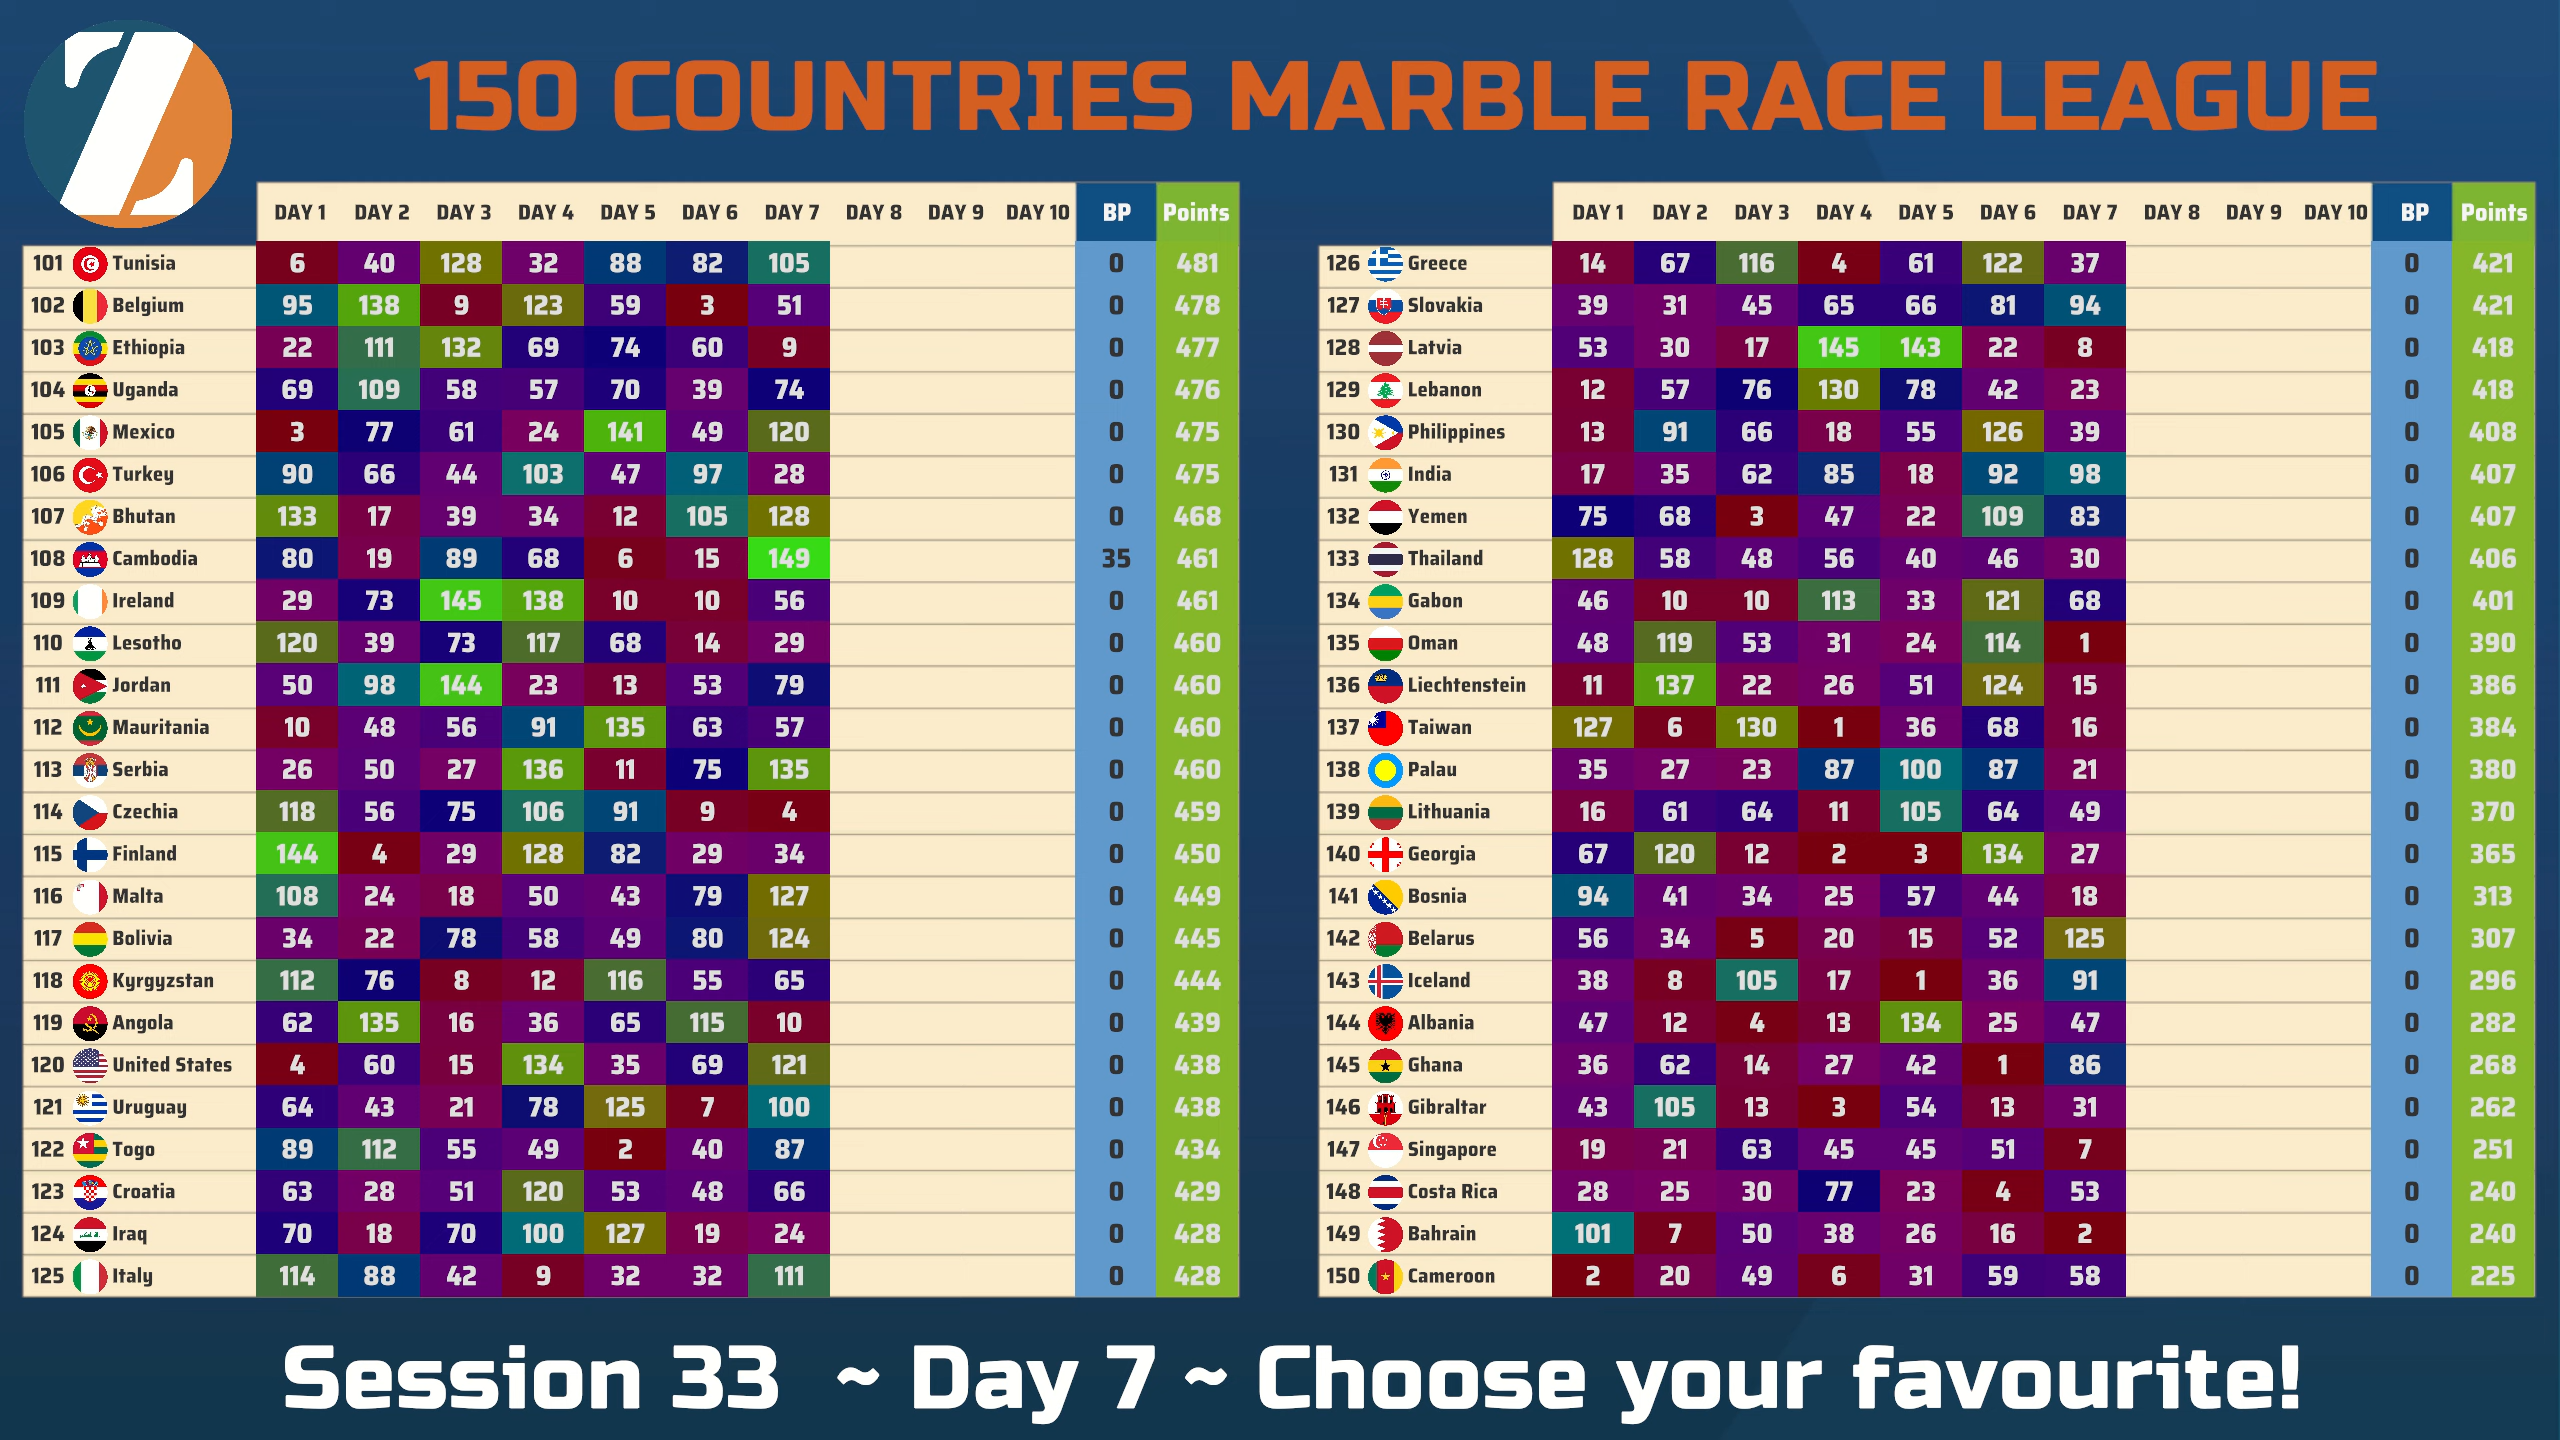 Z
150 COUNTRIES MARBLE RACE LEAGUE
DAY 1 DAY 2 DAY 3 DAY 4 DAY 5 DAY 6 DAY 7 DAY 8 DAY 9 DAY 10 BP Points
101 Tunisia 6 40 128 32 88 82 105 0 481
102 Belgium 95 138 9 123 59 3 51 0 478
103 Ethiopia 22 111 132 69 74 60 9 0 477
104 Uganda 69 109 58 57 70 39 74 0 476
105 Mexico 3 77 61 24 141 49 120 0 475
106 Turkey 90 66 44 103 47 97 28 0 475
107 Bhutan 133 17 39 34 12 105 128 0 468
108 Cambodia 80 19 89 68 6 15 149 35 461
109 Ireland 29 73 145 138 10 10 56 0 461
110 Lesotho 120 39 73 117 68 14 29 0 460
111 Jordan 50 98 144 23 13 53 79 0 460
112 Mauritania 10 48 56 91 135 63 57 0 460
113 Serbia 26 50 27 136 11 75 135 0 460
114 Czechia 118 56 75 106 91 9 4 0 459
115 Finland 144 4 29 128 82 29 34 0 450
116 Malta 108 24 18 50 43 79 127 0 449
117 Bolivia 34 22 78 58 49 80 124 0 445
118 Kyrgyzstan 112 76 8 12 116 55 65 0 444
119 Angola 62 135 16 36 65 115 10 0 439
120 United States 4 60 15 134 35 69 121 0 438
121 Uruguay 64 43 21 78 125 7 100 0 438
122 Togo 89 112 55 49 2 40 87 0 434
123 Croatia 63 28 51 120 53 48 66 0 429
124 Iraq 70 18 70 100 127 19 24 0 428
125 Italy 114 88 42 9 32 32 111 0 428
DAY 1 DAY 2 DAY 3 DAY 4 DAY 5 DAY 6 DAY 7 DAY 8 DAY 9 DAY 10 BP Points
126 Greece 14 67 116 4 61 122 37 0 421
127 Slovakia 39 31 45 65 66 81 94 0 421
128 Latvia 53 30 17 145 143 22 8 0 418
129 Lebanon 12 57 76 130 78 42 23 0 418
130 Philippines 13 91 66 18 55 126 39 0 408
131 India 17 35 62 85 18 92 98 0 407
132 Yemen 75 68 3 47 22 109 83 0 407
133 Thailand 128 58 48 56 40 46 30 0 406
134 Gabon 46 10 10 113 33 121 68 0 401
135 Oman 48 119 53 31 24 114 1 0 390
136 Liechtenstein 11 137 22 26 51 124 15 0 386
137 Taiwan 127 6 130 1 36 68 16 0 384
138 Palau 35 27 23 87 100 87 21 0 380
139 Lithuania 16 61 64 11 105 64 49 0 370
140 Georgia 67 120 12 2 3 134 27 0 365
141 Bosnia 94 41 34 25 57 44 18 0 313
142 Belarus 56 34 5 20 15 52 125 0 307
143 Iceland 38 8 105 17 1 36 91 0 296
144 Albania 47 12 4 13 134 25 47 0 282
145 Ghana 36 62 14 27 42 1 86 0 268
146 Gibraltar 43 105 13 3 54 13 31 0 262
147 Singapore 19 21 63 45 45 51 7 0 251
148 Costa Rica 28 25 30 77 23 4 53 0 240
149 Bahrain 101 7 50 38 26 16 2 0 240
150 Cameroon 2 20 49 6 31 59 58 0 225
Session 33 ~ Day 7 ~ Choose your favourite!